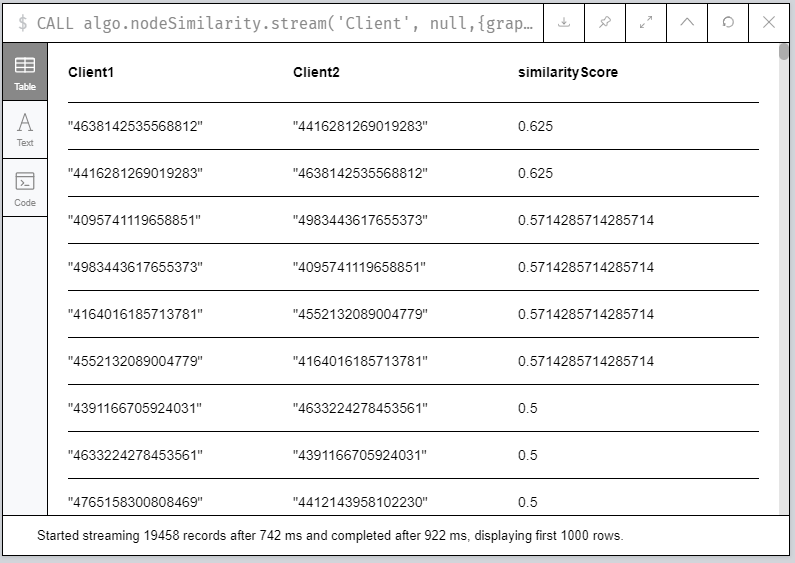 $ CALL algo.nodeSimilarity.stream('Client', null,{grap…
Table
Text
Code
Client1 Client2 similarityScore
"4638142535568812" "4416281269019283" 0.625
"4416281269019283" "4638142535568812" 0.625
"4095741119658851" "4983443617655373" 0.5714285714285714
"4983443617655373" "4095741119658851" 0.5714285714285714
"4164016185713781" "4552132089004779" 0.5714285714285714
"4552132089004779" "4164016185713781" 0.5714285714285714
"4391166705924031" "4633224278453561" 0.5
"4633224278453561" "4391166705924031" 0.5
"4765158300808469" "4412143958102230" 0.5
Started streaming 19458 records after 742 ms and completed after 922 ms, displaying first 1000 rows.